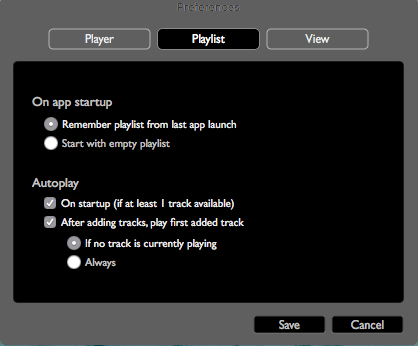 Preferences
Player
Playlist
View
On app startup
Remember playlist from last app launch
Start with empty playlist
Autoplay
On startup (if at least 1 track available)
After adding tracks, play first added track
If no track is currently playing
Always
Save
Cancel